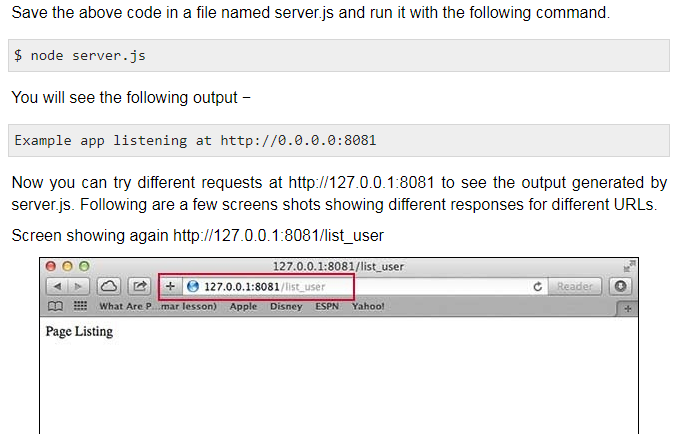 Save the above code in a file named server.js and run it with the following command.
$ node server.js
You will see the following output −
Example app listening at http://0.0.0.0:8081
Now you can try different requests at http://127.0.0.1:8081 to see the output generated by
server.js. Following are a few screens shots showing different responses for different URLs.
Screen showing again http://127.0.0.1:8081/list_user
127.0.0.1:8081/list_user
+ 127.0.0.1:8081/list_user Reader
What Are P...mar lesson) Apple Disney ESPN Yahoo! +
Page Listing